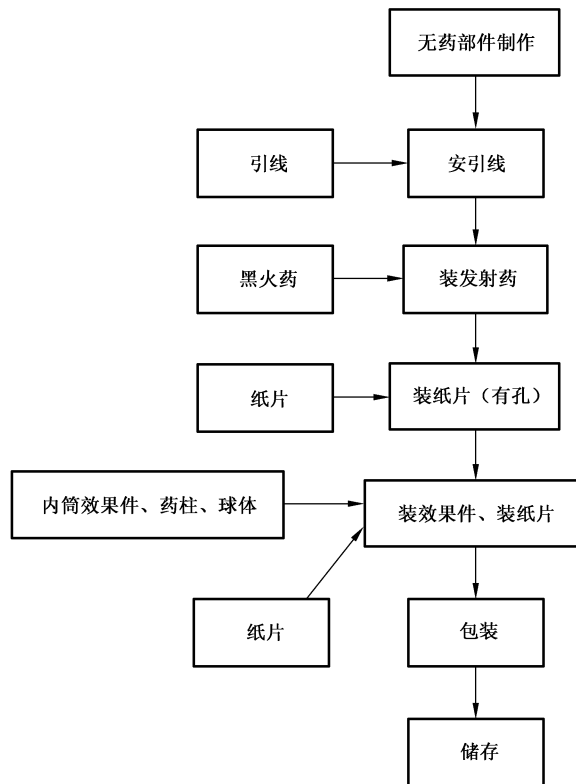 无药部件制作
引线
安引线
黑火药
装发射药
纸片
装纸片（有孔）
内筒效果件、药柱、球体
装效果件、装纸片
纸片
包装
储存